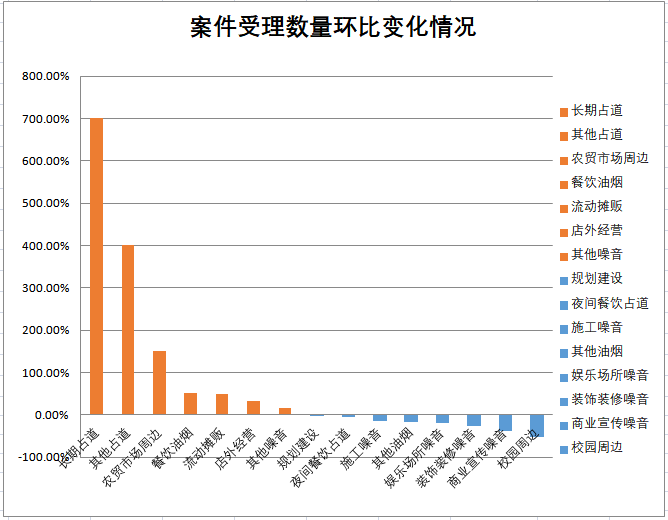 案件受理数量环比变化情况
800.00%
700.00%
600.00%
500.00%
400.00%
300.00%
200.00%
100.00%
0.00%
-100.00%
长期占道
其他占道
农贸市场周边
餐饮油烟
流动摊贩
店外经营
其他噪音
规划建设
夜间餐饮占道
施工噪音
其他油烟
娱乐场所噪音
装饰装修噪音
商业宣传噪音
校园周边
长期占道
其他占道
农贸市场周边
餐饮油烟
流动摊贩
店外经营
其他噪音
规划建设
夜间餐饮占道
施工噪音
其他油烟
娱乐场所噪音
装饰装修噪音
商业宣传噪音
校园周边